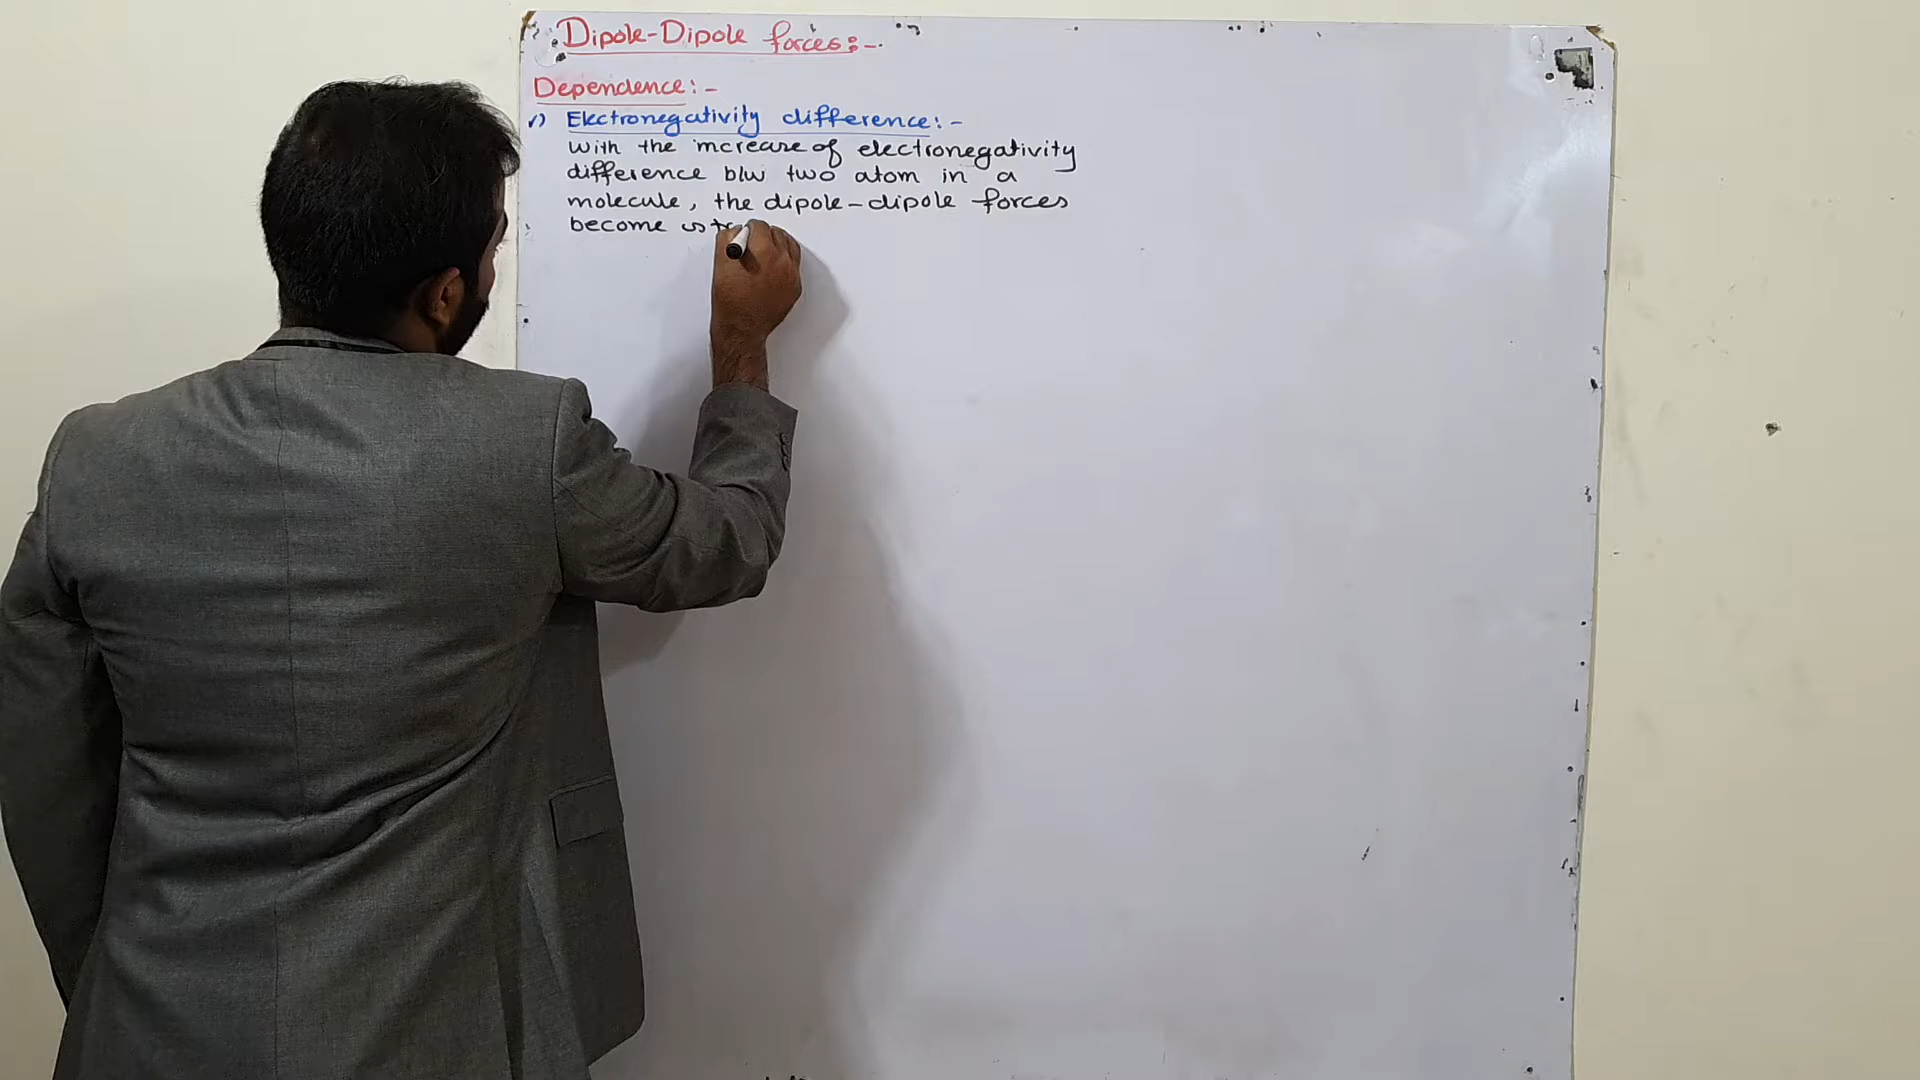 Dipole-Dipole forces:-
Dependence:-
1) Electronegativity difference:-
with the increase of electronegativity
difference b/w two atom in a
molecule, the dipole-dipole forces
become